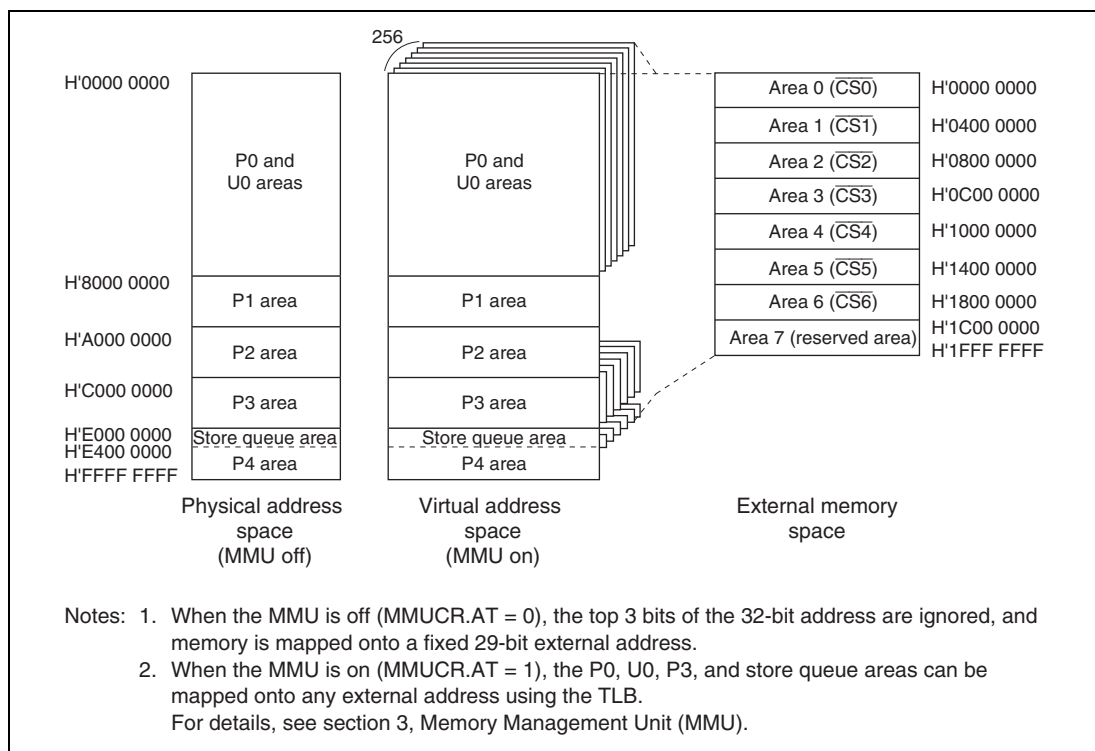 256
H'0000 0000
P0 and
U0 areas
H'8000 0000
P1 area
H'A000 0000
P2 area
H'C000 0000
P3 area
H'E000 0000
Store queue area
H'E400 0000
P4 area
H'FFFF FFFF
Physical address
space
(MMU off)
P0 and
U0 areas
P1 area
P2 area
P3 area
Store queue area
P4 area
Virtual address
space
(MMU on)
Area 0 (C̅S̅0̅) H'0000 0000
Area 1 (C̅S̅1̅) H'0400 0000
Area 2 (C̅S̅2̅) H'0800 0000
Area 3 (C̅S̅3̅) H'0C00 0000
Area 4 (C̅S̅4̅) H'1000 0000
Area 5 (C̅S̅5̅) H'1400 0000
Area 6 (C̅S̅6̅) H'1800 0000
Area 7 (reserved area) H'1C00 0000
H'1FFF FFFF
External memory
space
Notes: 1. When the MMU is off (MMUCR.AT = 0), the top 3 bits of the 32-bit address are ignored, and
memory is mapped onto a fixed 29-bit external address.
2. When the MMU is on (MMUCR.AT = 1), the P0, U0, P3, and store queue areas can be
mapped onto any external address using the TLB.
For details, see section 3, Memory Management Unit (MMU).